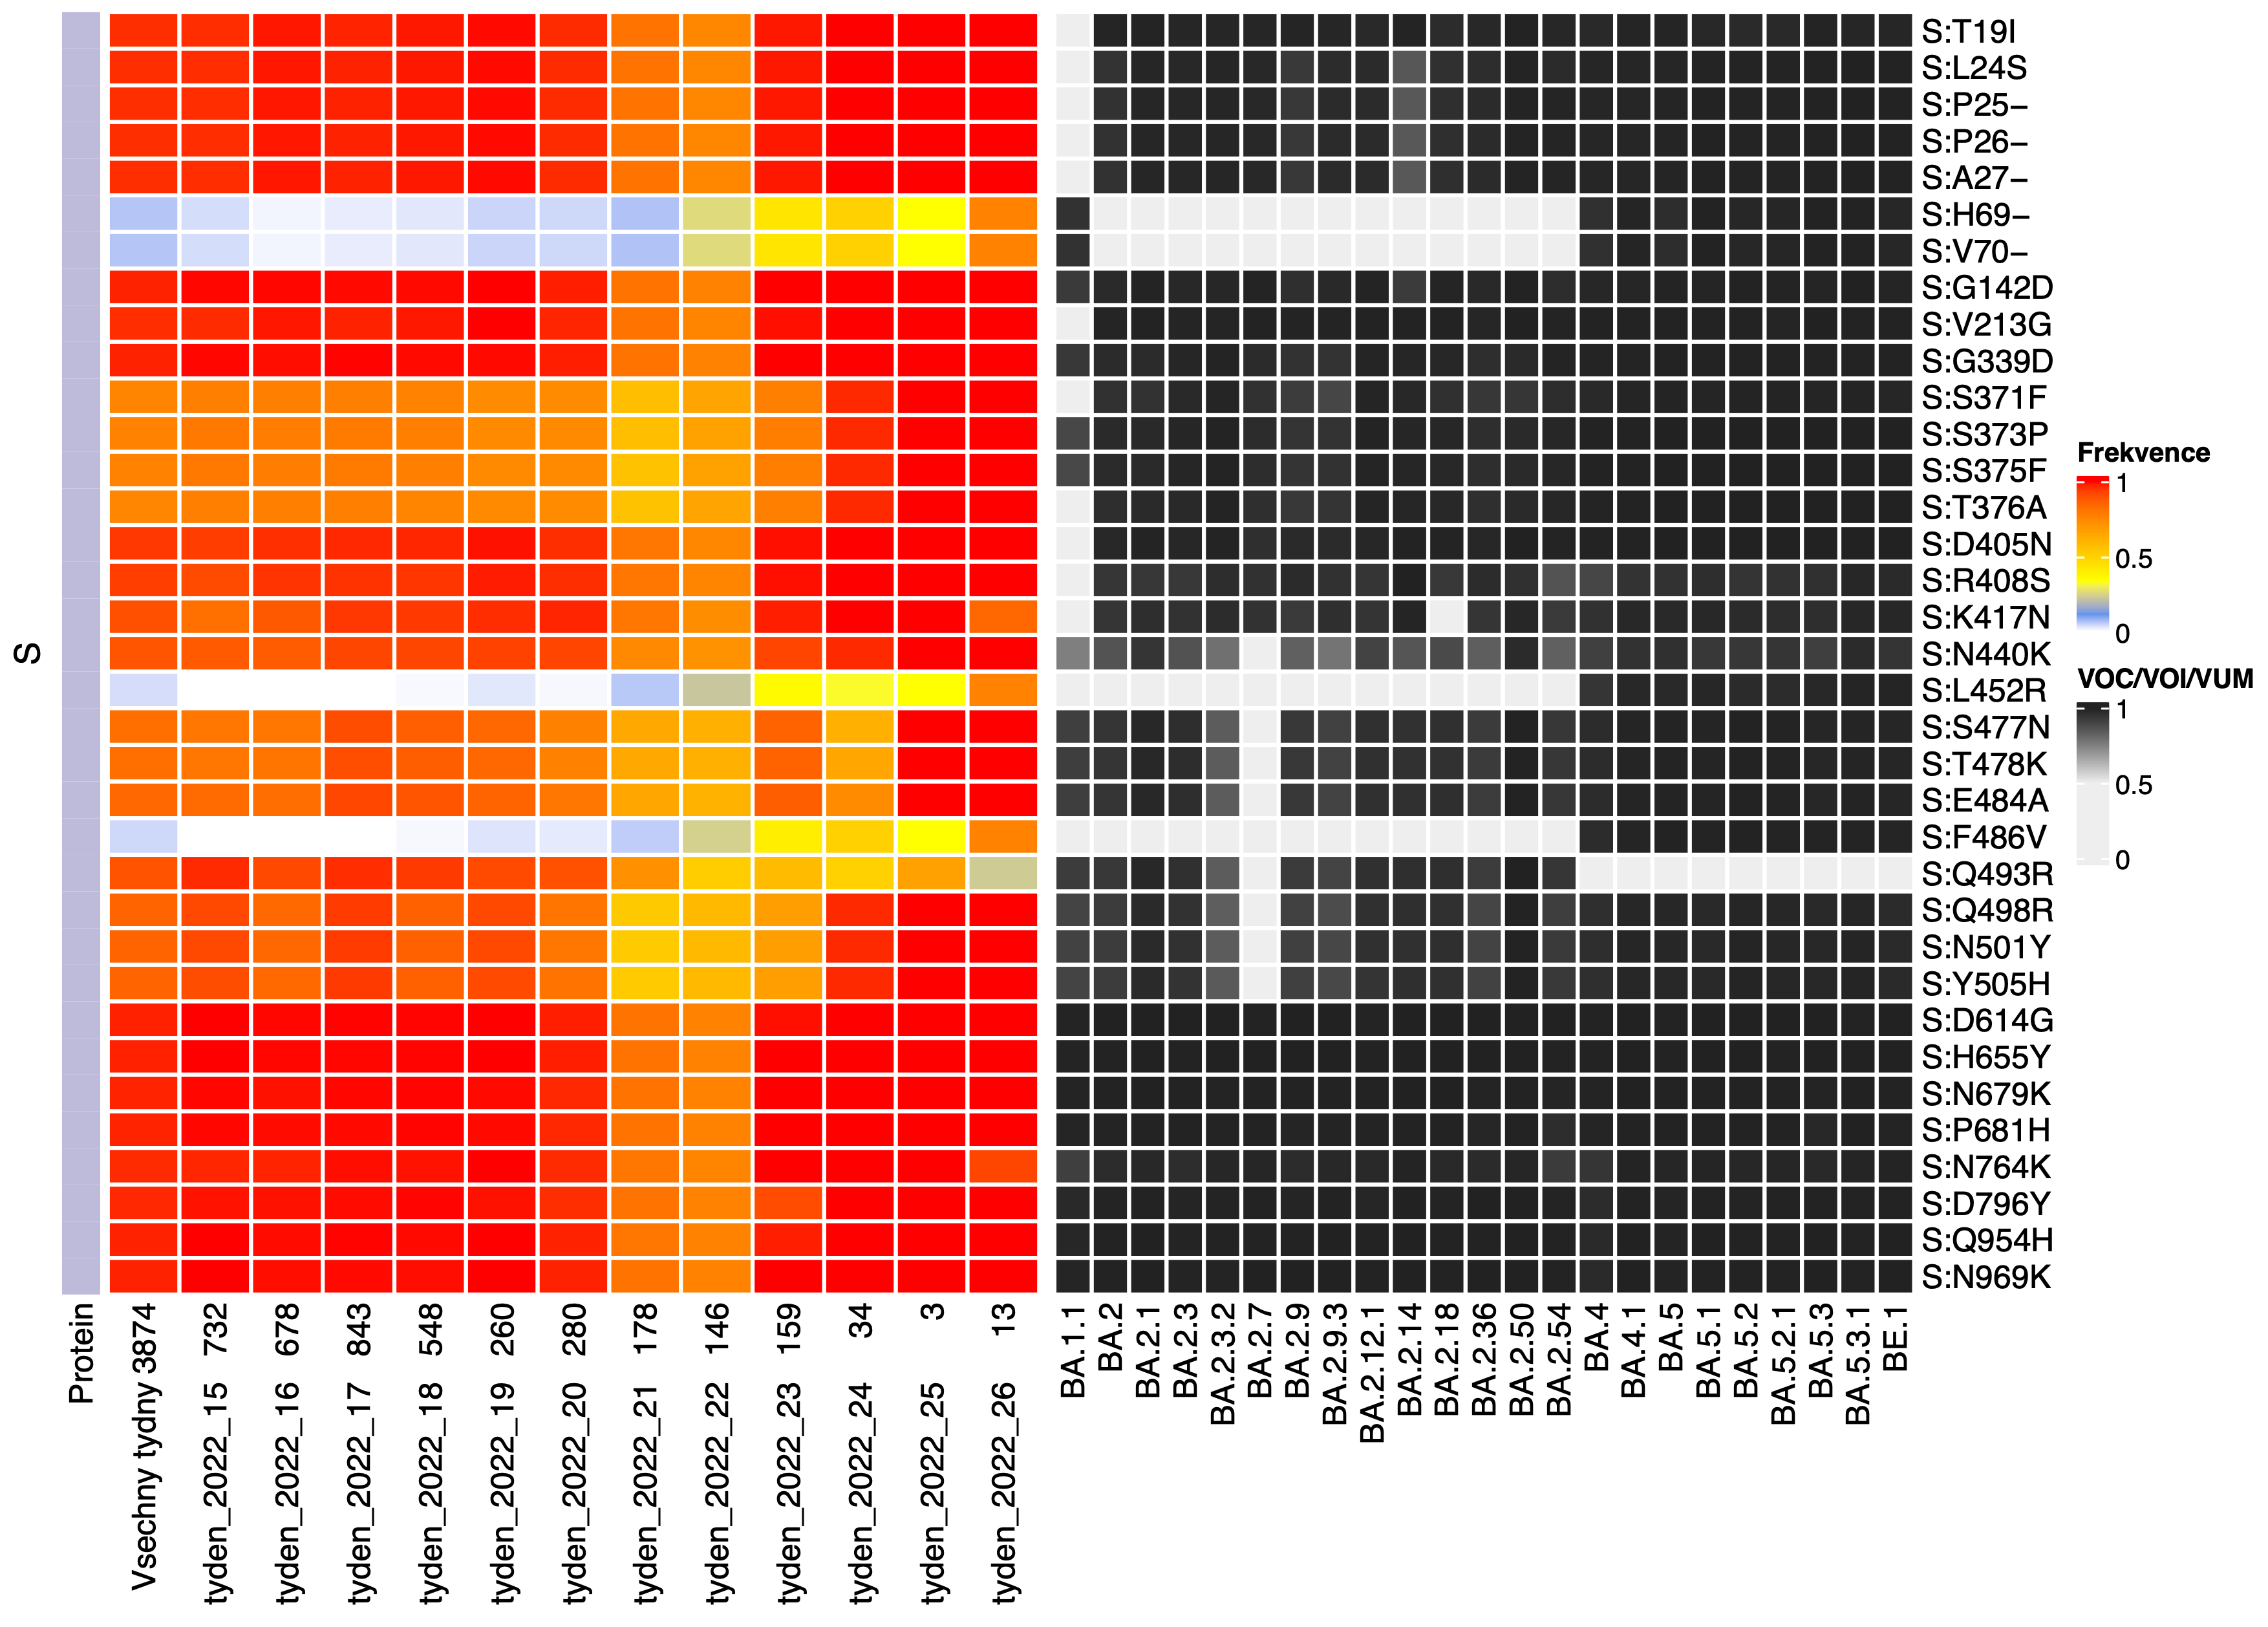 S
S:T19I
S:L24S
S:P25−
S:P26−
S:A27−
S:H69−
S:V70−
S:G142D
S:V213G
S:G339D
S:S371F
S:S373P
S:S375F
S:T376A
S:D405N
S:R408S
S:K417N
S:N440K
S:L452R
S:S477N
S:T478K
S:E484A
S:F486V
S:Q493R
S:Q498R
S:N501Y
S:Y505H
S:D614G
S:H655Y
S:N679K
S:P681H
S:N764K
S:D796Y
S:Q954H
S:N969K
Frekvence
1
0.5
0
VOC/VOI/VUM
1
0.5
0
Protein
Vsechny tydny 3874
tyden_2022_15 732
tyden_2022_16 678
tyden_2022_17 843
tyden_2022_18 548
tyden_2022_19 260
tyden_2022_20 280
tyden_2022_21 178
tyden_2022_22 146
tyden_2022_23 159
tyden_2022_24 34
tyden_2022_25 3
tyden_2022_26 13
BA.1.1
BA.2
BA.2.1
BA.2.3
BA.2.3.2
BA.2.7
BA.2.9
BA.2.9.3
BA.2.12.1
BA.2.14
BA.2.18
BA.2.36
BA.2.50
BA.2.54
BA.4
BA.4.1
BA.5
BA.5.1
BA.5.2
BA.5.2.1
BA.5.3
BA.5.3.1
BE.1